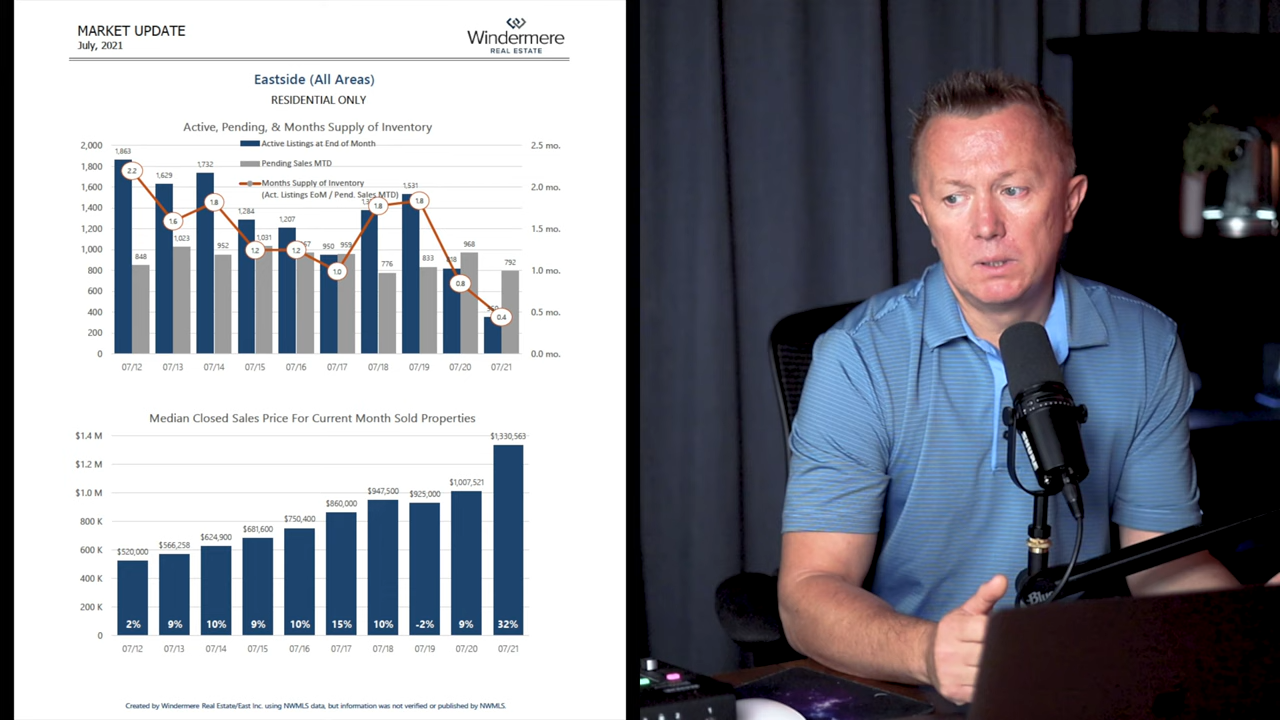 MARKET UPDATE
July, 2021
Windermere
REAL ESTATE
Eastside (All Areas)
RESIDENTIAL ONLY
Active, Pending, & Months Supply of Inventory
Active Listings at End of Month
Pending Sales MTD
Months Supply of Inventory
(Act. Listings EoM / Pend. Sales MTD)
2,000
1,800
1,600
1,400
1,200
1,000
800
600
400
200
0
2.5 mo.
2.0 mo.
1.5 mo.
1.0 mo.
0.5 mo.
0.0 mo.
1,863 1,629 1,732 1,284 1,207 950 1,531
848 1,023 952 1,031 959 776 833 968 792
2.2 1.6 1.8 1.2 1.2 1.0 1.8 1.8 0.8 0.4
07/12 07/13 07/14 07/15 07/16 07/17 07/18 07/19 07/20 07/21
Median Closed Sales Price For Current Month Sold Properties
$1.4 M
$1.2 M
$1.0 M
800 K
600 K
400 K
200 K
0
$520,000 $566,258 $624,900 $681,600 $750,400 $860,000 $947,500 $925,000 $1,007,521 $1,330,563
2% 9% 10% 9% 10% 15% 10% -2% 9% 32%
07/12 07/13 07/14 07/15 07/16 07/17 07/18 07/19 07/20 07/21
Created by Windermere Real Estate/East Inc. using NWMLS data, but information was not verified or published by NWMLS.
SHURE
Blue